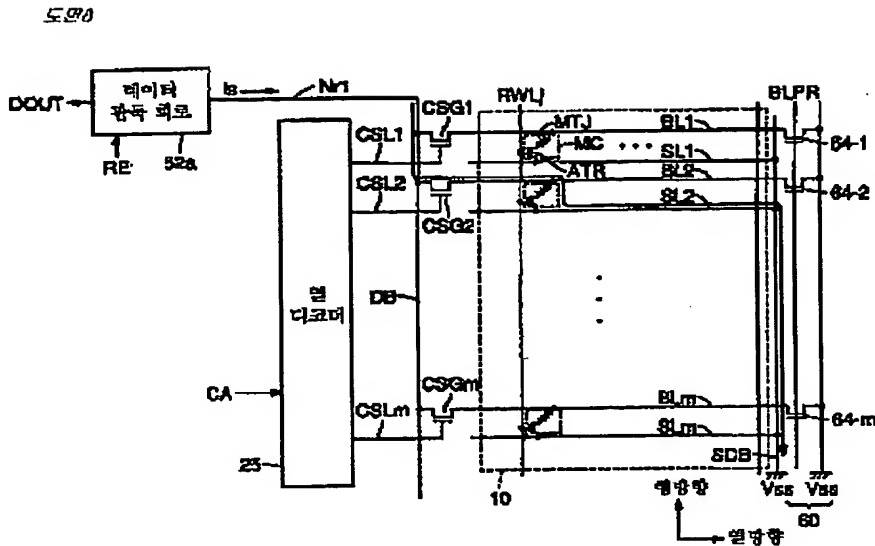 도면8
데이터
판독 회로
DOUT
RE
52a
Is
Nr1
RWLj
BLPR
CSG1
MTJ
MC
BL1
CSL1
SL1
ATR
64-1
BL2
CSL2
SL2
64-2
CSG2
열
디코더
DB
CA
CSGm
BLm
CSLm
SLm
64-m
SDB
25
10
행방향
Vss Vss
60
열방향